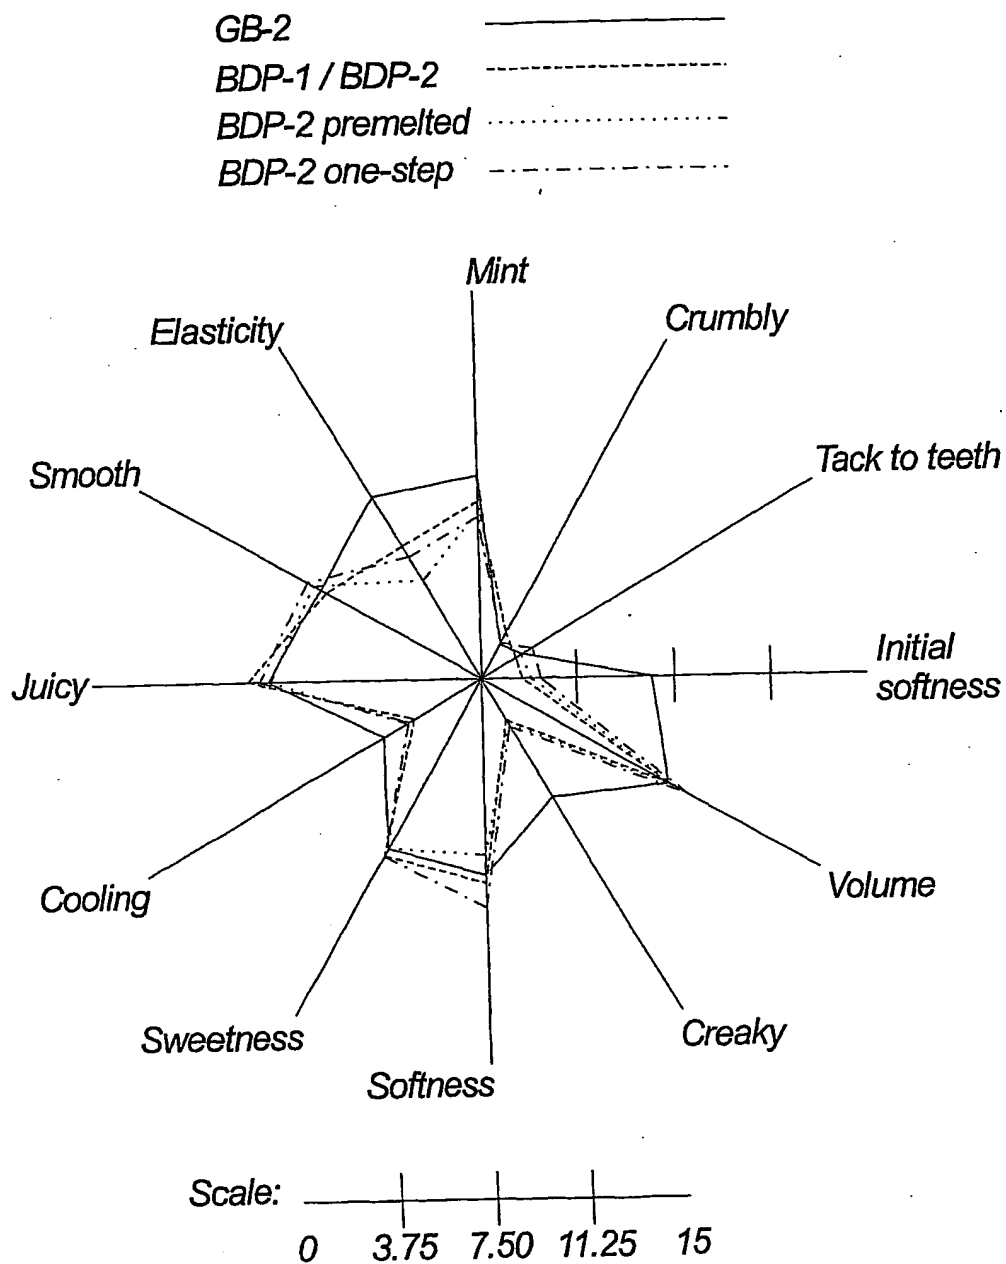 GB-2
BDP-1 / BDP-2
BDP-2 premelted
BDP-2 one-step
Mint
Crumbly
Elasticity
Tack to teeth
Smooth
Initial
softness
Juicy
Volume
Cooling
Creaky
Sweetness
Softness
Scale:
0 3.75 7.50 11.25 15